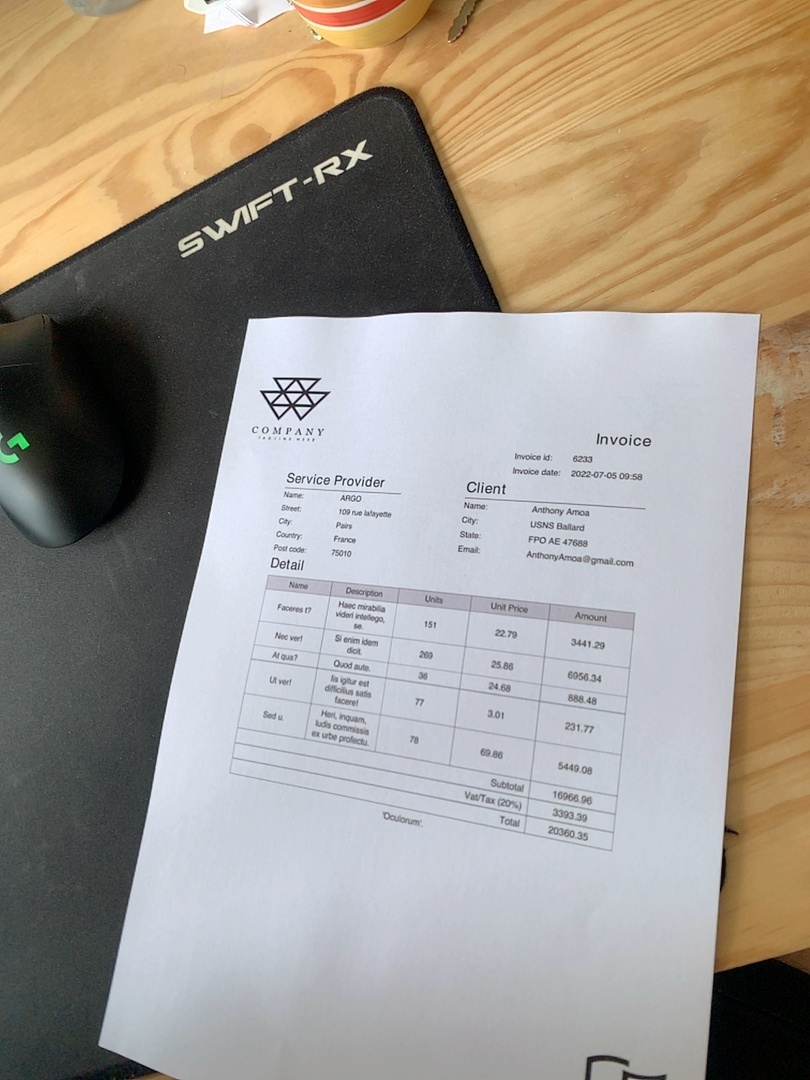 SWIFT-RX
COMPANY
TAGLINE HERE
Invoice
Invoice id: 6233
Invoice date: 2022-07-05 09:58
Service Provider
Name: ARGO
Street: 109 rue lafayette
City: Pairs
Country: France
Post code: 75010
Client
Name: Anthony Amoa
City: USNS Ballard
State: FPO AE 47688
Email: AnthonyAmoa@gmail.com
Detail
Name Description Units Unit Price Amount
Faceres t? Haec mirabilia videri intellego, se. 151 22.79 3441.29
Nec ver! Si enim idem dicit. 269 25.86 6956.34
At qua? Quod aute. 36 24.68 888.48
Ut ver! Iis igitur est difficilius satis facere! 77 3.01 231.77
Sed u. Heri, inquam, ludis commissis ex urbe profectu. 78 69.86 5449.08
Subtotal 16966.96
Vat/Tax (20%) 3393.39
Total 20360.35
'Oculorum'.